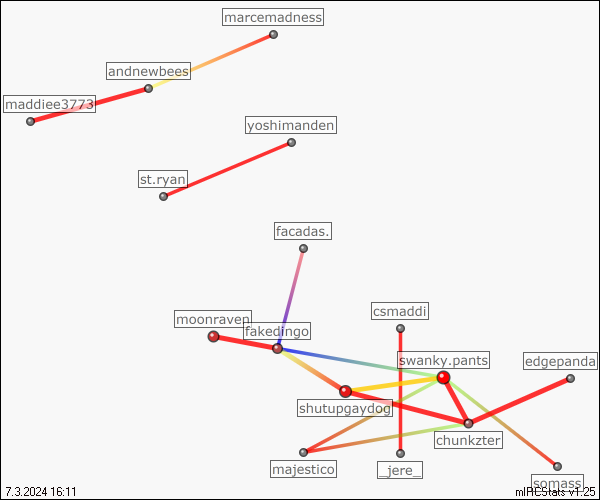 marcemadness
andnewbees
maddiee3773
yoshimanden
st.ryan
facadas.
moonraven
csmaddi
fakedingo
swanky.pants
edgepanda
shutupgaydog
chunkzter
majestico
_jere_
somass
7.3.2024 16:11
mIRCStats v1.25